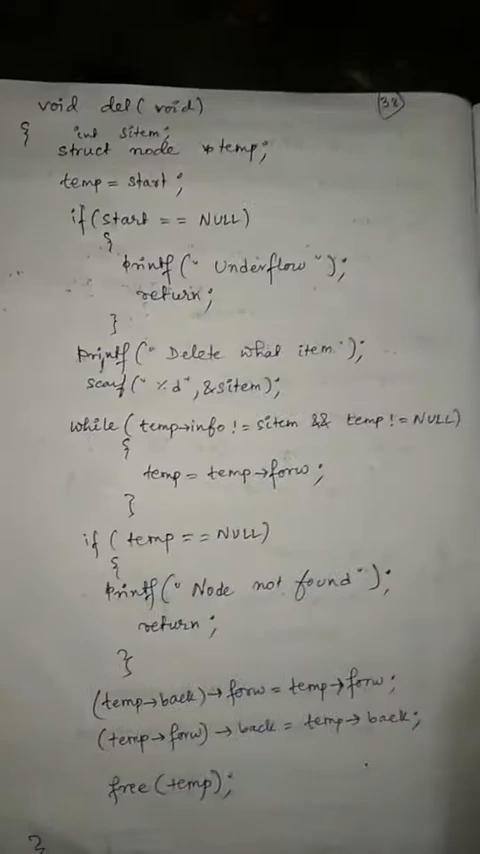 void del( void) 38
{ int sitem;
struct node *temp;
temp = start;
if(start == NULL)
{
printf(" Underflow ");
return;
}
printf(" Delete what item ");
scanf(" %d", &sitem);
while( temp→info != sitem && temp != NULL)
{
temp = temp→forw;
}
if ( temp == NULL)
{
printf(" Node not found ");
return;
}
(temp→back)→forw = temp→forw;
(temp→forw)→back = temp→back;
free(temp);
}